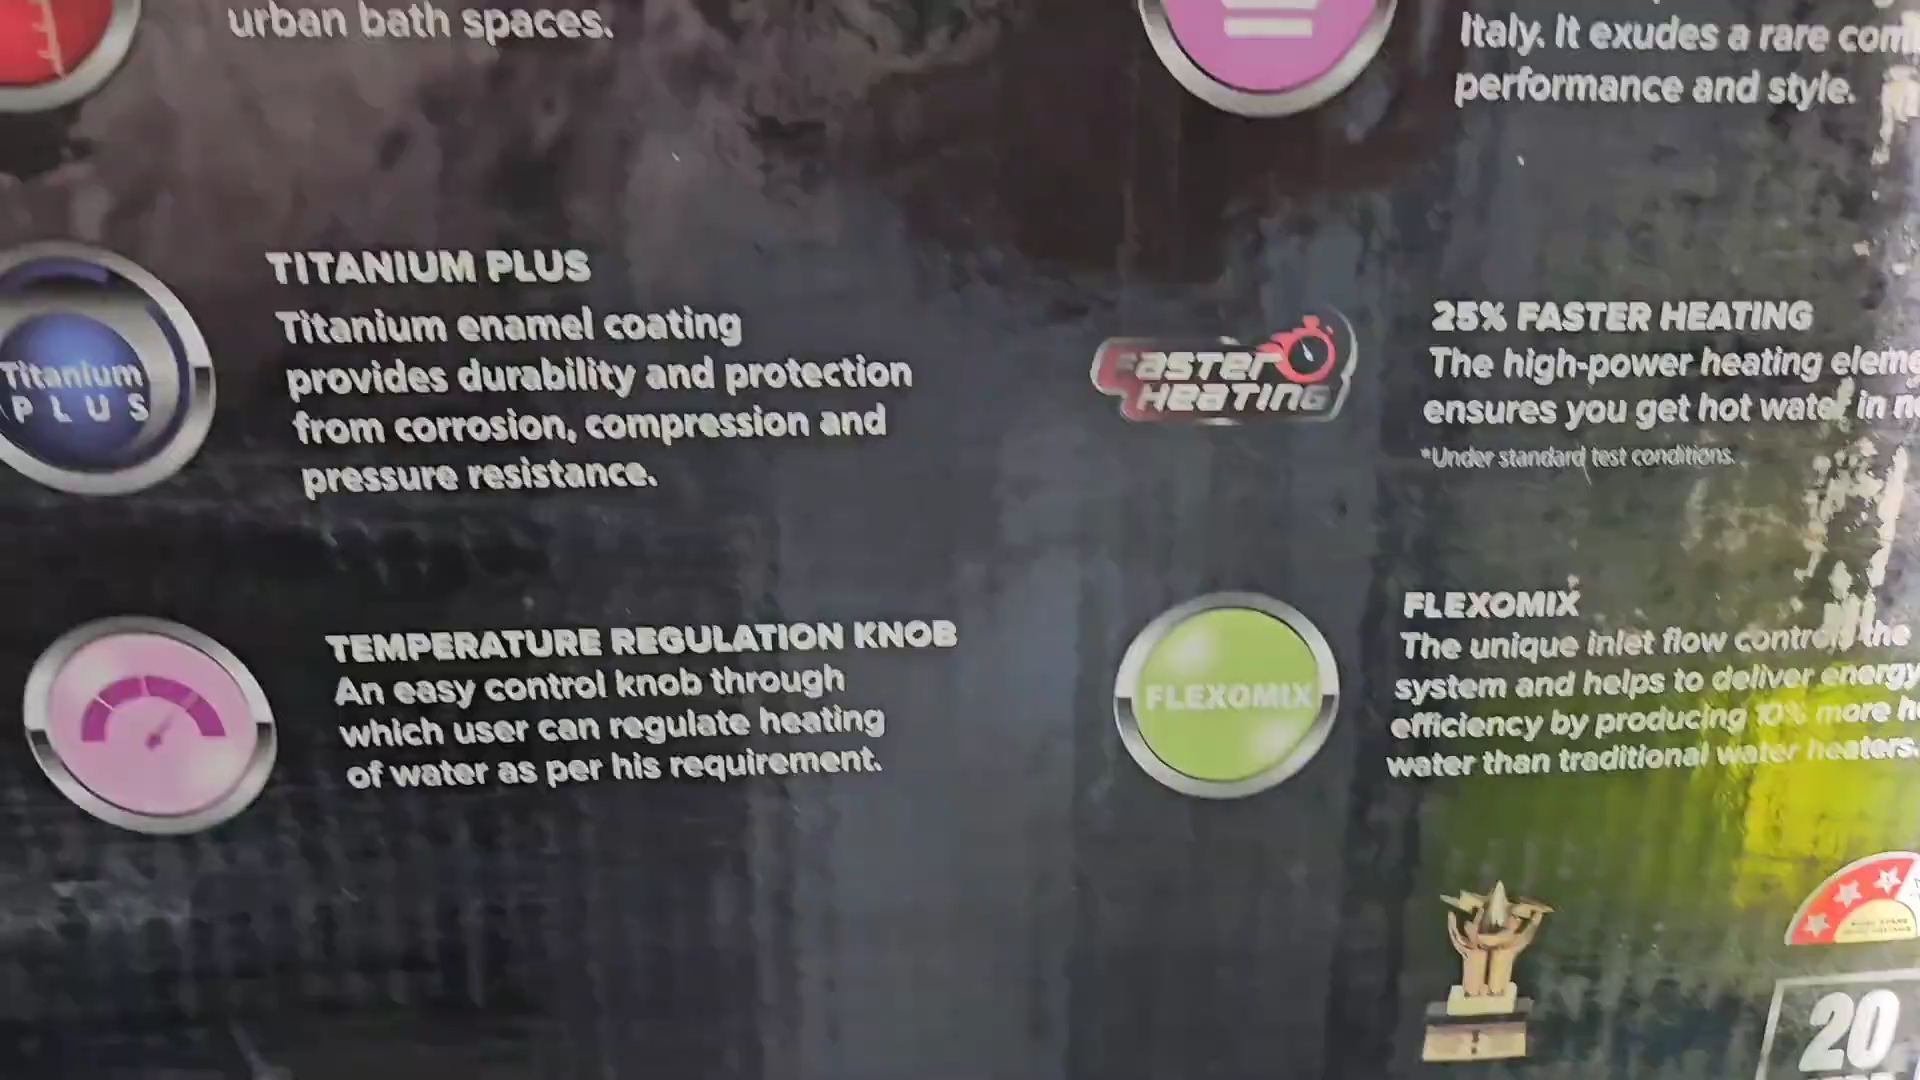 urban bath spaces.
Italy. It exudes a rare
performance and style.
Titanium
PLUS
TITANIUM PLUS
Titanium enamel coating
provides durability and protection
from corrosion, compression and
pressure resistance.
Faster
Heating
25% FASTER HEATING
The high-power heating
ensures you get hot water in
*Under standard test conditions.
TEMPERATURE REGULATION KNOB
An easy control knob through
which user can regulate heating
of water as per his requirement.
FLEXOMIX
FLEXOMIX
The unique inlet flow controls the
system and helps to deliver energy
efficiency by producing 10% more
water than traditional water heaters.
20